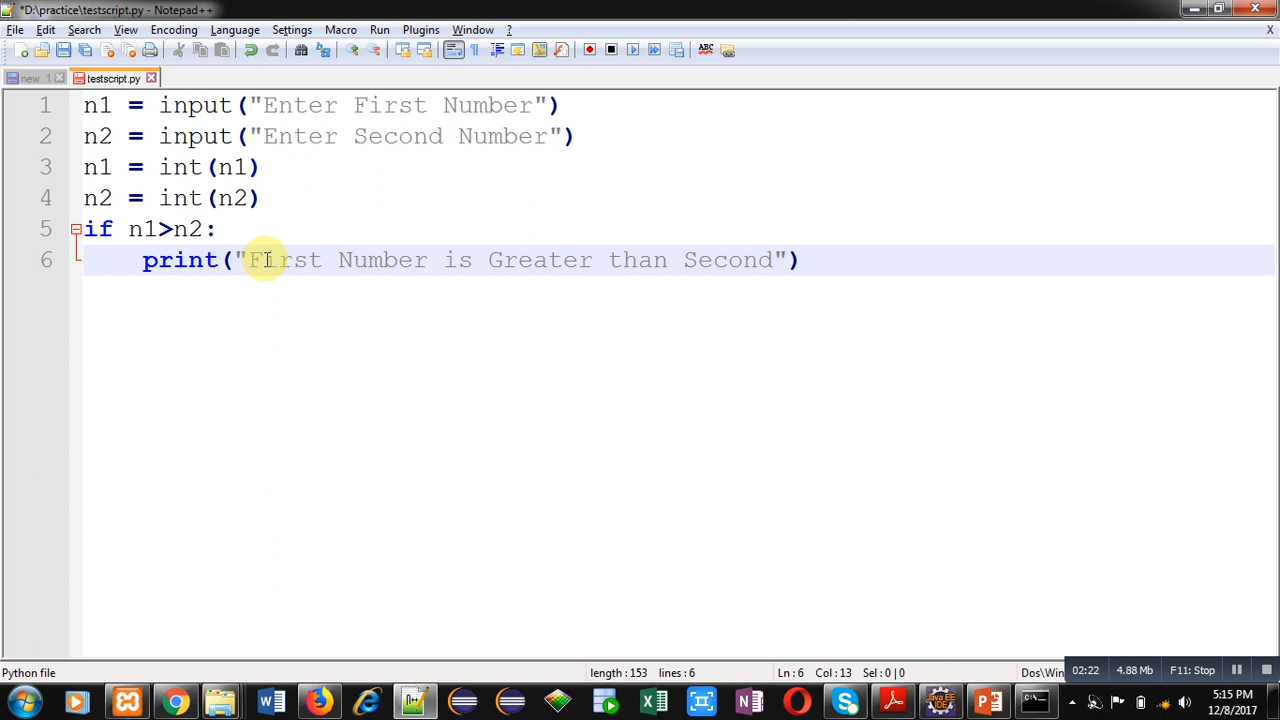 *D:\practice\testscript.py - Notepad++
File Edit Search View Encoding Language Settings Macro Run Plugins Window ? X
new 1 testscript.py
1 n1 = input("Enter First Number")
2 n2 = input("Enter Second Number")
3 n1 = int(n1)
4 n2 = int(n2)
5 if n1>n2:
6 print("First Number is Greater than Second")
Python file length : 153 lines : 6 Ln : 6 Col : 13 Sel : 0 | 0 Dos\Win 02:22 4.88 Mb F11: Stop
5:15 PM
12/8/2017